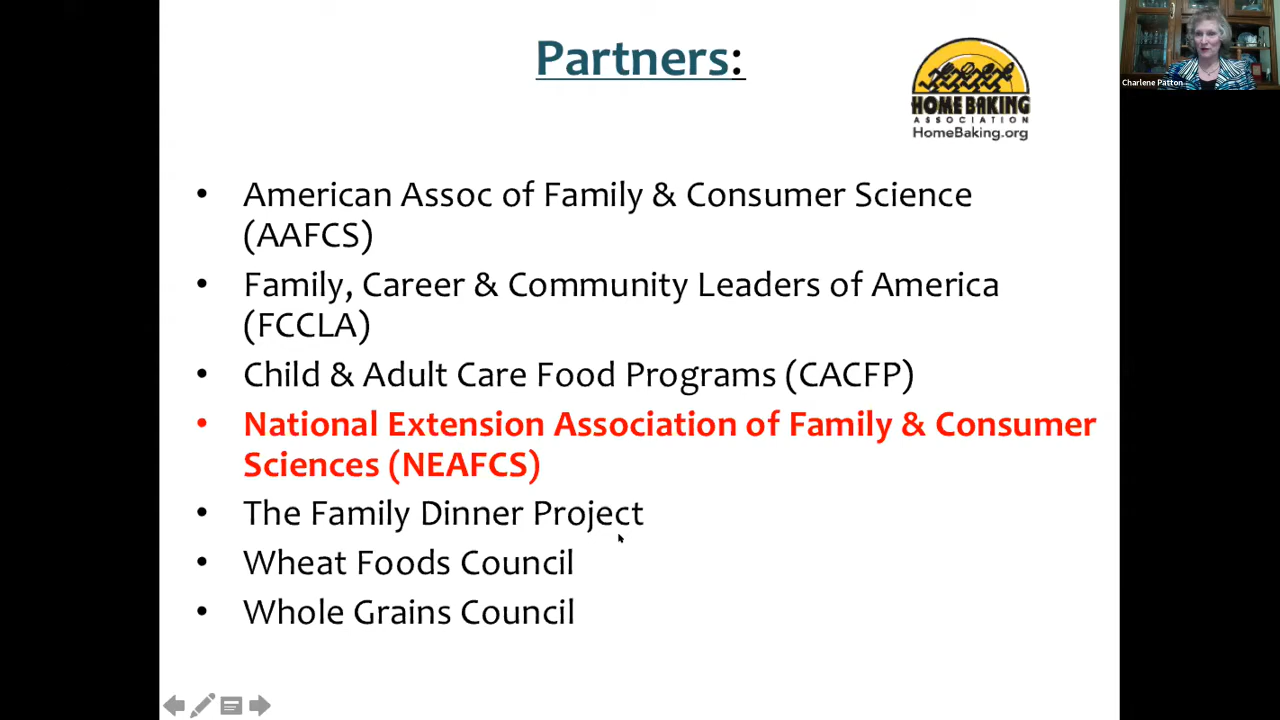 Partners:
HOME BAKING
ASSOCIATION
HomeBaking.org
Charlene Patton
• American Assoc of Family & Consumer Science
(AAFCS)
• Family, Career & Community Leaders of America
(FCCLA)
• Child & Adult Care Food Programs (CACFP)
• National Extension Association of Family & Consumer
Sciences (NEAFCS)
• The Family Dinner Project
• Wheat Foods Council
• Whole Grains Council